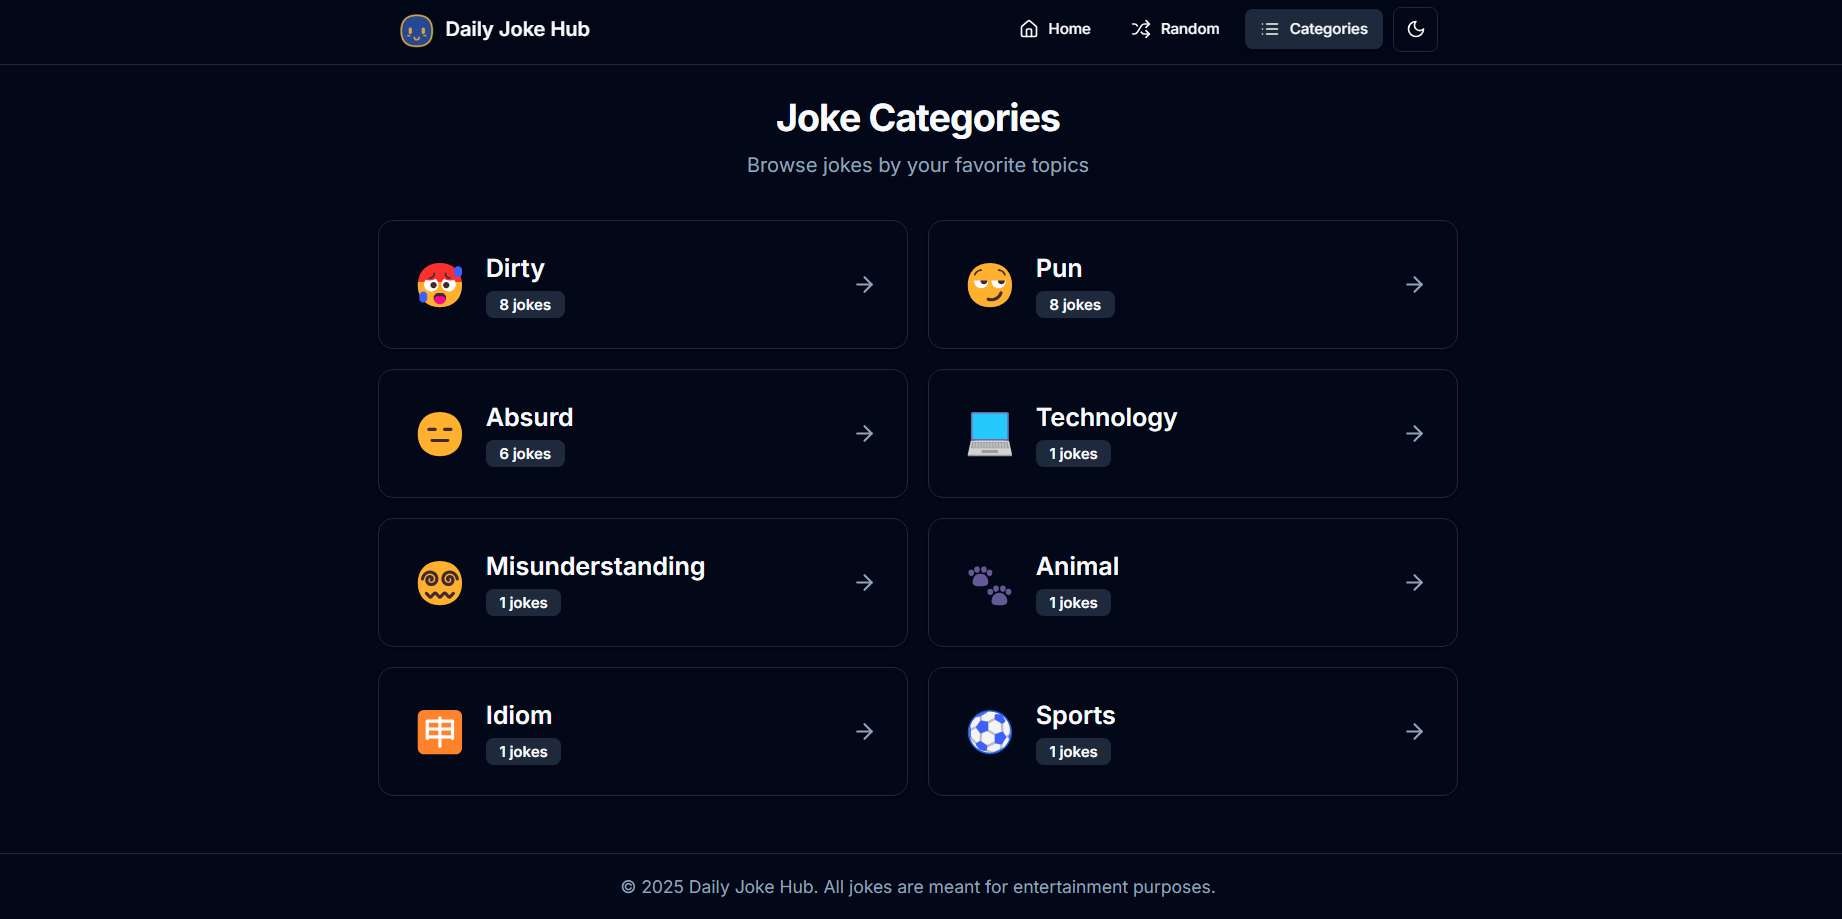 Daily Joke Hub
Home
Random
Categories
Joke Categories
Browse jokes by your favorite topics
Dirty
8 jokes
Pun
8 jokes
Absurd
6 jokes
Technology
1 jokes
Misunderstanding
1 jokes
Animal
1 jokes
申
Idiom
1 jokes
Sports
1 jokes
© 2025 Daily Joke Hub. All jokes are meant for entertainment purposes.